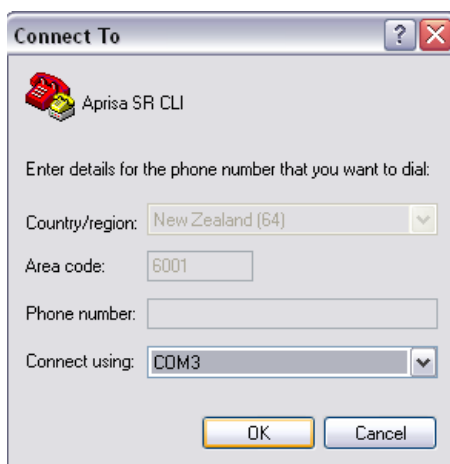 Connect To
?
Aprisa SR CLI
Enter details for the phone number that you want to dial:
Country/region: New Zealand (64)
Area code: 6001
Phone number:
Connect using: COM3
OK Cancel